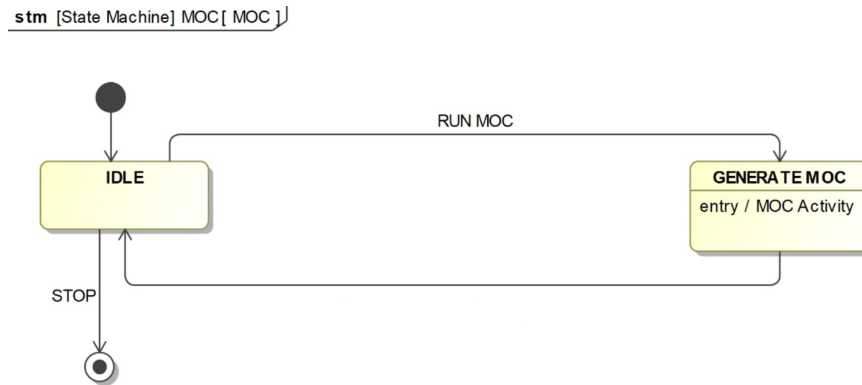 stm [State Machine] MOC[ MOC ]
RUN MOC
IDLE
GENERATE MOC
entry / MOC Activity
STOP